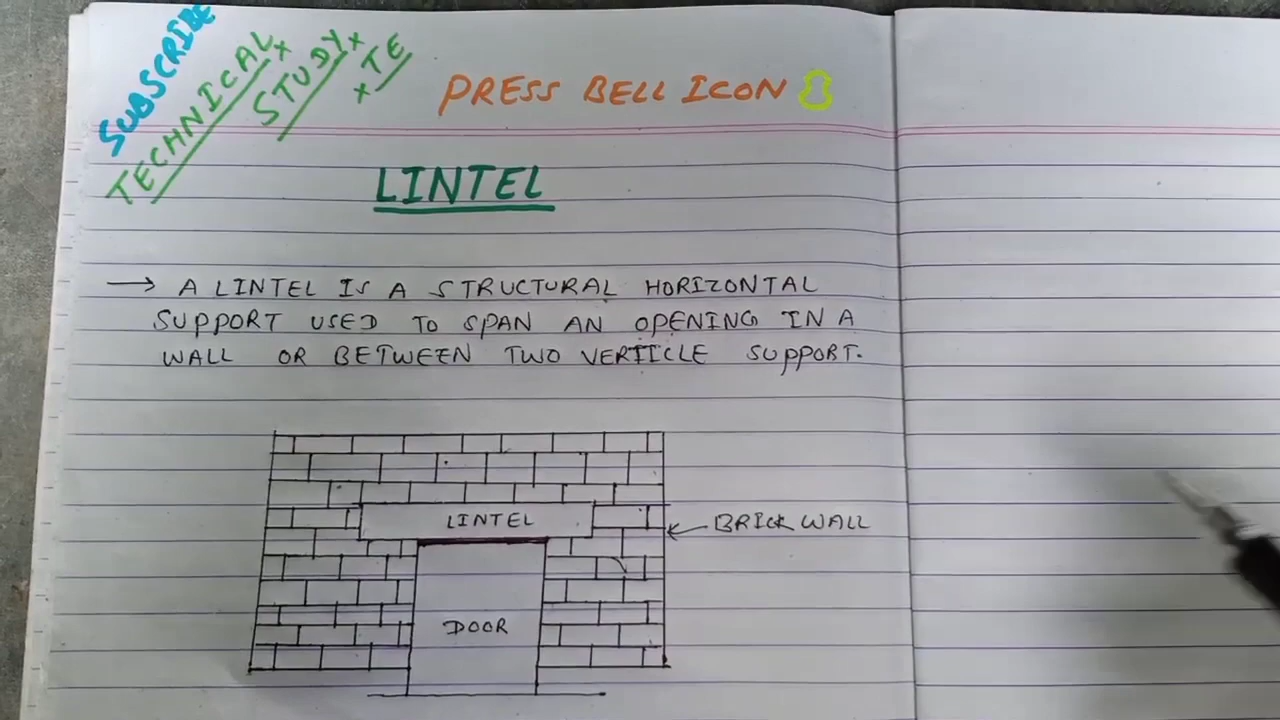 SUBSCRIBE
TECHNICAL
STUDY
TE
PRESS BELL ICON
LINTEL
→ A LINTEL IS A STRUCTURAL HORIZONTAL
SUPPORT USED TO SPAN AN OPENING IN A
WALL OR BETWEEN TWO VERTICLE SUPPORT.
LINTEL
BRICK WALL
DOOR